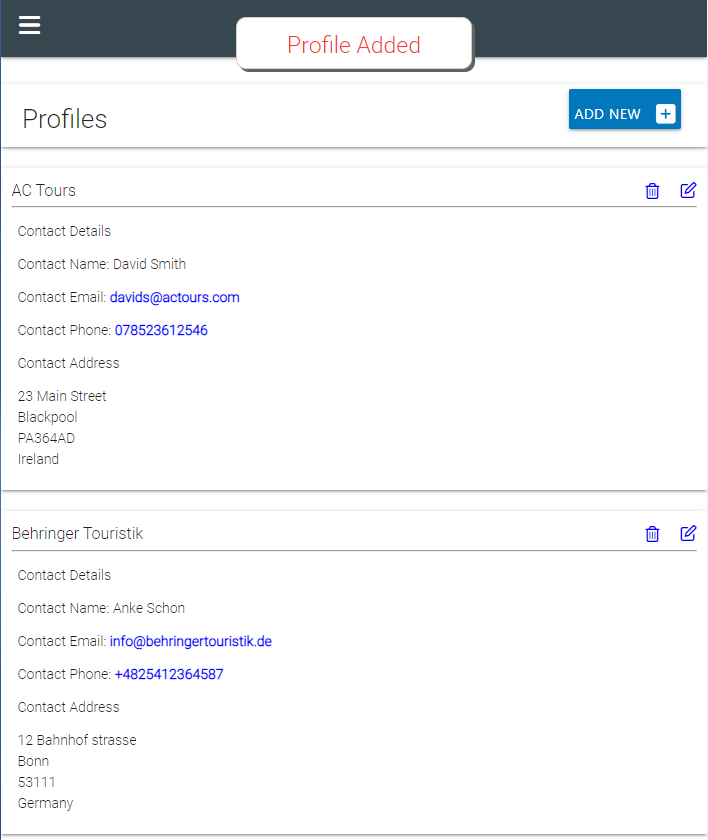 Profile Added
Profiles
ADD NEW
AC Tours
Contact Details
Contact Name: David Smith
Contact Email: davids@actours.com
Contact Phone: 078523612546
Contact Address
23 Main Street
Blackpool
PA364AD
Ireland
Behringer Touristik
Contact Details
Contact Name: Anke Schon
Contact Email: info@behringertouristik.de
Contact Phone: +4825412364587
Contact Address
12 Bahnhof strasse
Bonn
53111
Germany